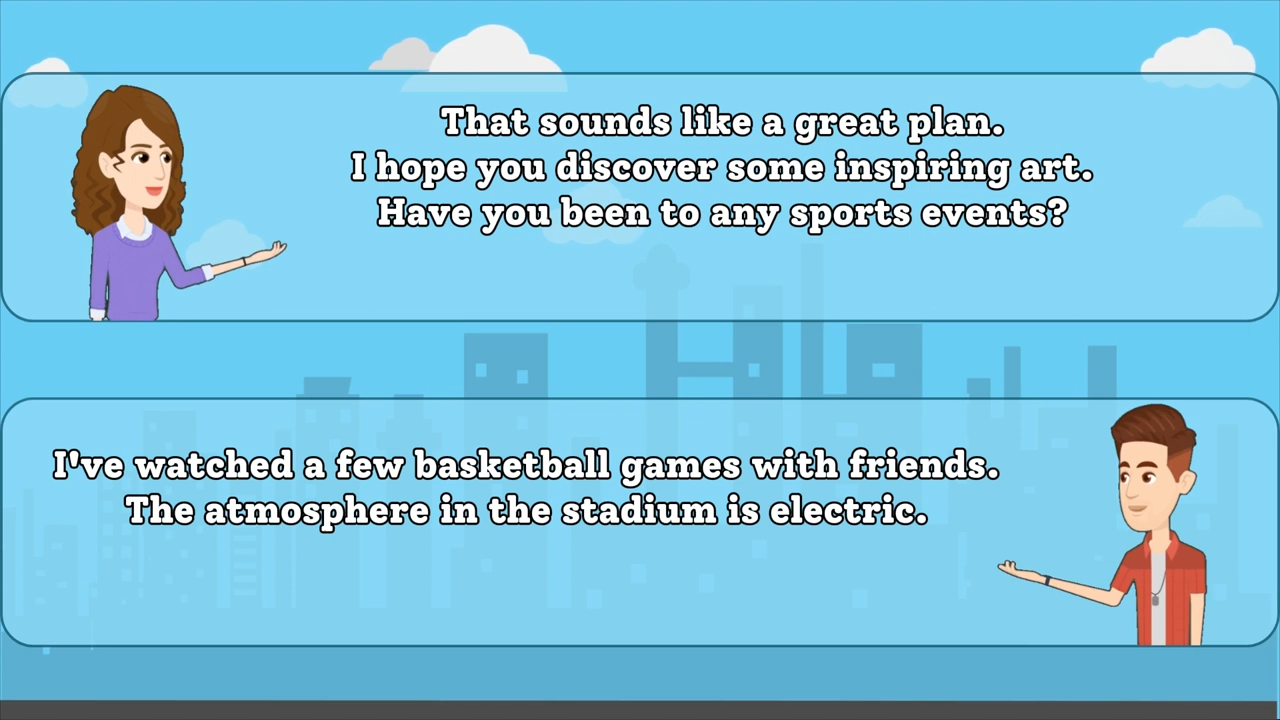 That sounds like a great plan.
I hope you discover some inspiring art.
Have you been to any sports events?
I've watched a few basketball games with friends.
The atmosphere in the stadium is electric.